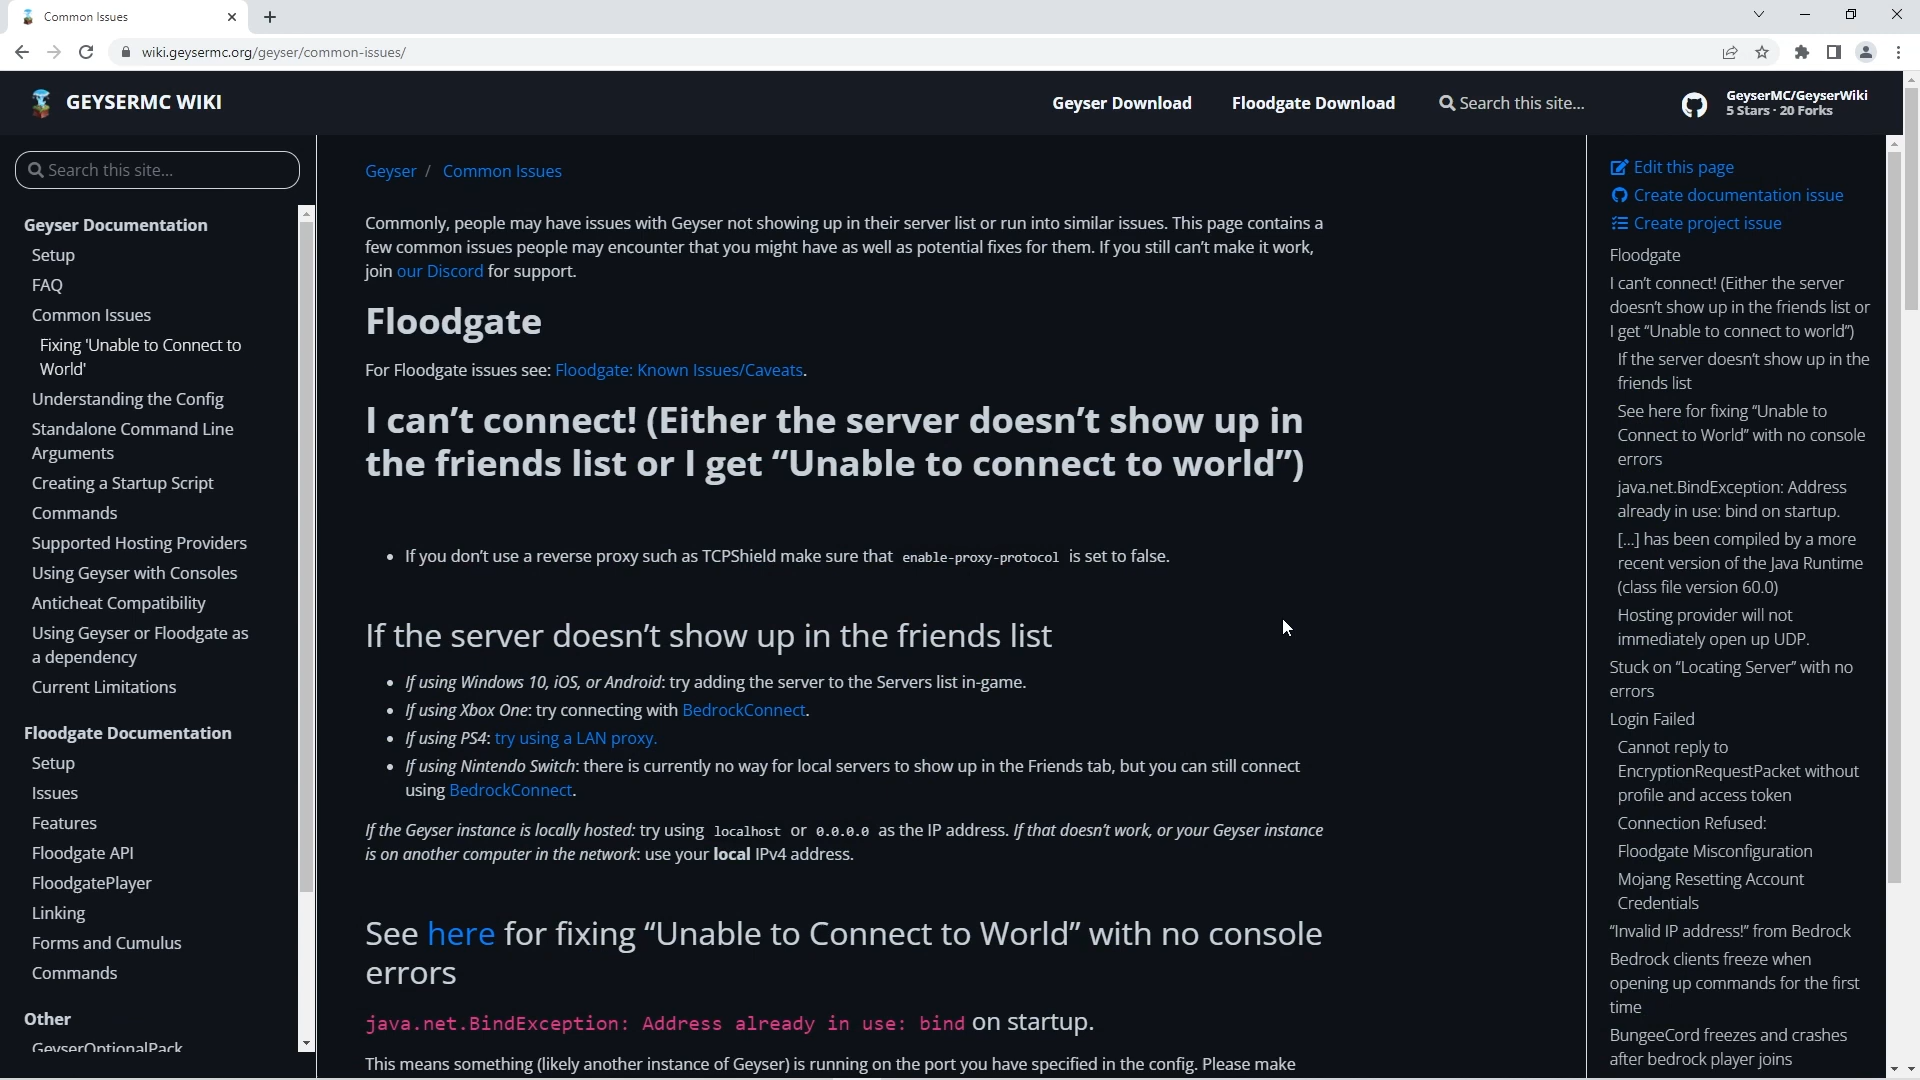 Common Issues
wiki.geysermc.org/geyser/common-issues/
GEYSERMC WIKI
Geyser Download
Floodgate Download
Search this site...
GeyserMC/GeyserWiki
5 Stars · 20 Forks
Search this site...
Geyser Documentation
Setup
FAQ
Common Issues
Fixing 'Unable to Connect to
World'
Understanding the Config
Standalone Command Line
Arguments
Creating a Startup Script
Commands
Supported Hosting Providers
Using Geyser with Consoles
Anticheat Compatibility
Using Geyser or Floodgate as
a dependency
Current Limitations
Floodgate Documentation
Setup
Issues
Features
Floodgate API
FloodgatePlayer
Linking
Forms and Cumulus
Commands
Other
GeyserOptionalPack
Geyser / Common Issues
Commonly, people may have issues with Geyser not showing up in their server list or run into similar issues. This page contains a
few common issues people may encounter that you might have as well as potential fixes for them. If you still can’t make it work,
join our Discord for support.
Floodgate
For Floodgate issues see: Floodgate: Known Issues/Caveats.
I can’t connect! (Either the server doesn’t show up in
the friends list or I get “Unable to connect to world”)
• If you don’t use a reverse proxy such as TCPShield make sure that enable-proxy-protocol is set to false.
If the server doesn’t show up in the friends list
• If using Windows 10, iOS, or Android: try adding the server to the Servers list in-game.
• If using Xbox One: try connecting with BedrockConnect.
• If using PS4: try using a LAN proxy.
• If using Nintendo Switch: there is currently no way for local servers to show up in the Friends tab, but you can still connect
using BedrockConnect.
If the Geyser instance is locally hosted: try using localhost or 0.0.0.0 as the IP address. If that doesn’t work, or your Geyser instance
is on another computer in the network: use your local IPv4 address.
See here for fixing “Unable to Connect to World” with no console
errors
java.net.BindException: Address already in use: bind on startup.
This means something (likely another instance of Geyser) is running on the port you have specified in the config. Please make
Edit this page
Create documentation issue
Create project issue
Floodgate
I can’t connect! (Either the server
doesn’t show up in the friends list or
I get “Unable to connect to world”)
If the server doesn’t show up in the
friends list
See here for fixing “Unable to
Connect to World” with no console
errors
java.net.BindException: Address
already in use: bind on startup.
[...] has been compiled by a more
recent version of the Java Runtime
(class file version 60.0)
Hosting provider will not
immediately open up UDP.
Stuck on “Locating Server” with no
errors
Login Failed
Cannot reply to
EncryptionRequestPacket without
profile and access token
Connection Refused:
Floodgate Misconfiguration
Mojang Resetting Account
Credentials
“Invalid IP address!” from Bedrock
Bedrock clients freeze when
opening up commands for the first
time
BungeeCord freezes and crashes
after bedrock player joins